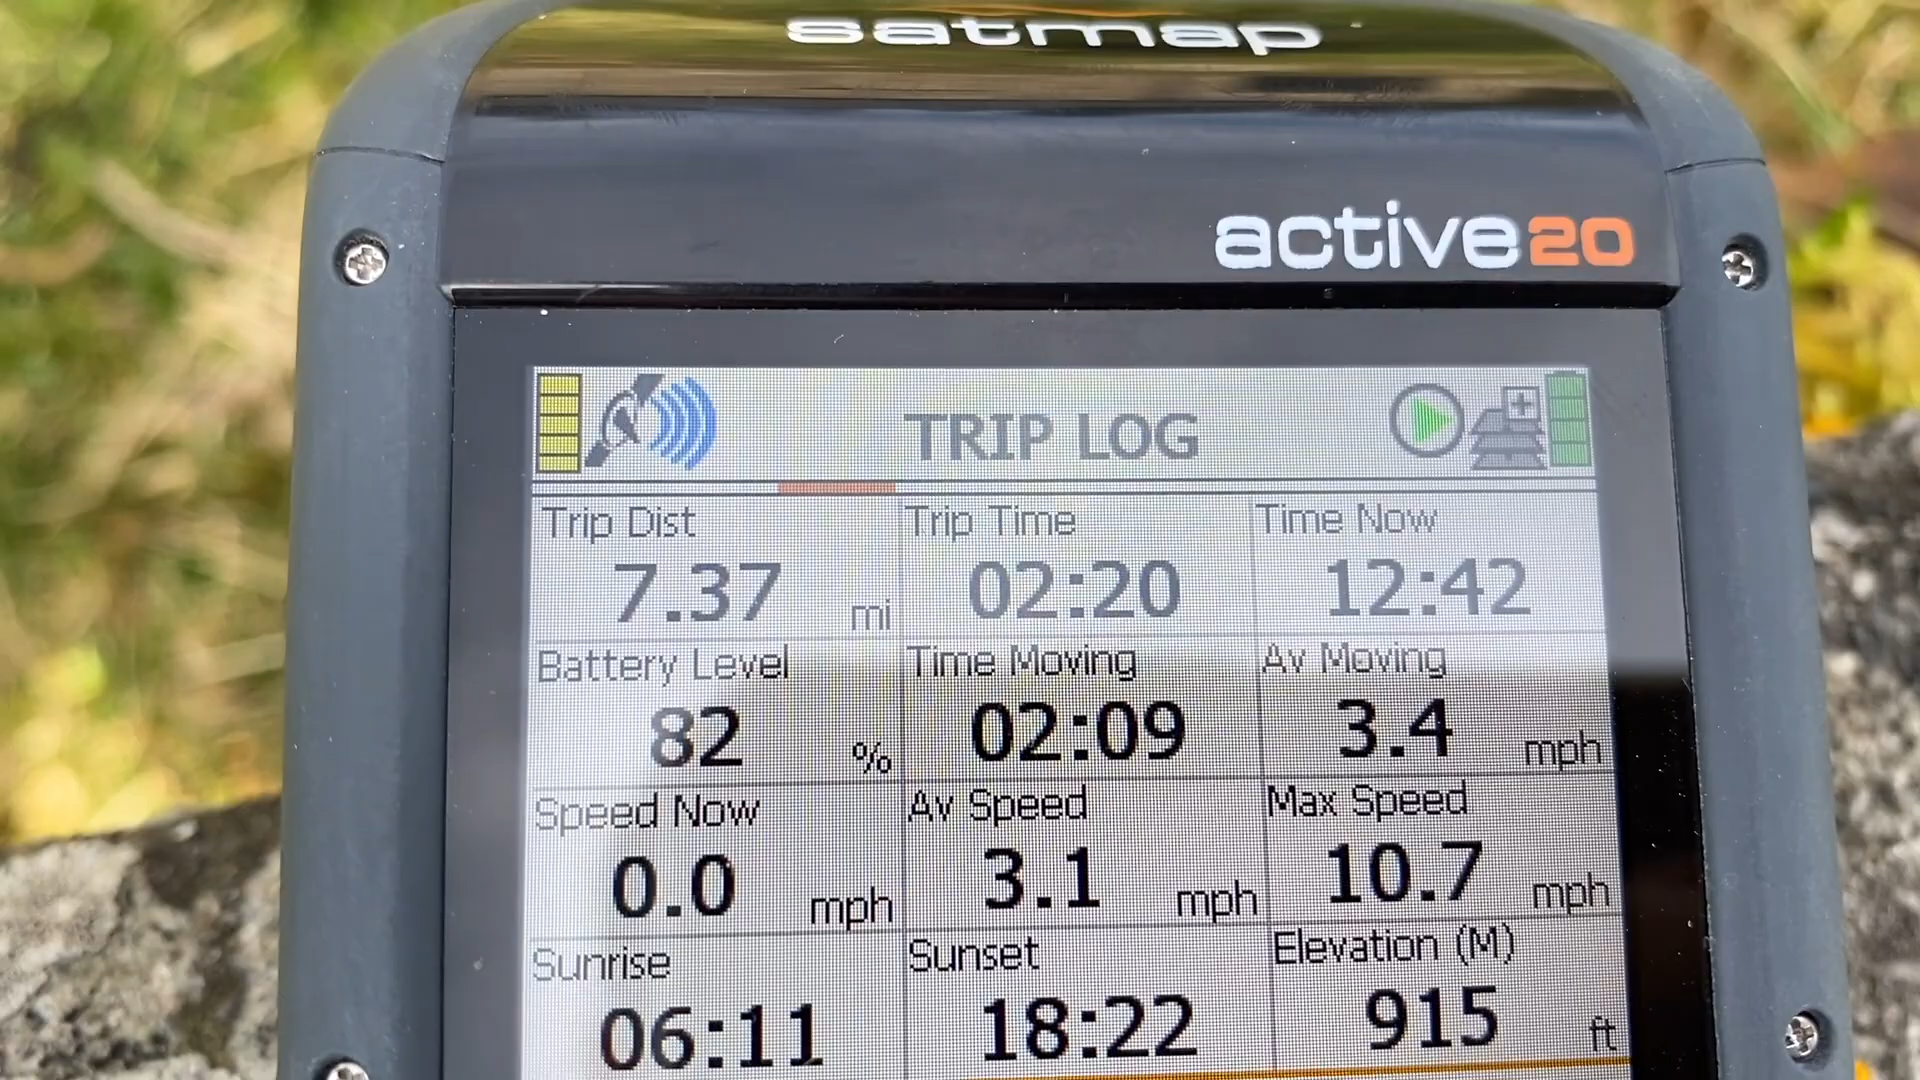 satmap
active20
TRIP LOG
Trip Dist Trip Time Time Now
7.37 mi 02:20 12:42
Battery Level Time Moving Av Moving
82 % 02:09 3.4 mph
Speed Now Av Speed Max Speed
0.0 mph 3.1 mph 10.7 mph
Sunrise Sunset Elevation (M)
06:11 18:22 915 ft